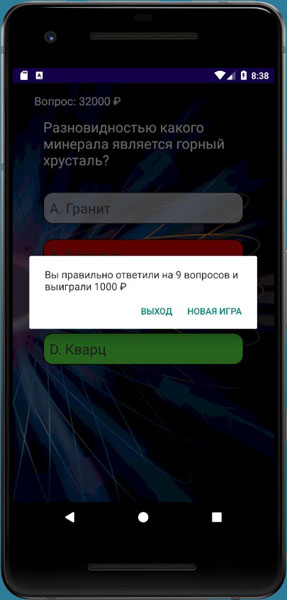 8:38
Вопрос: 32000 ₽
Разновидностью какого
минерала является горный
хрусталь?
A. Гранит
Вы правильно ответили на 9 вопросов и
выиграли 1000 ₽
ВЫХОД НОВАЯ ИГРА
D. Кварц